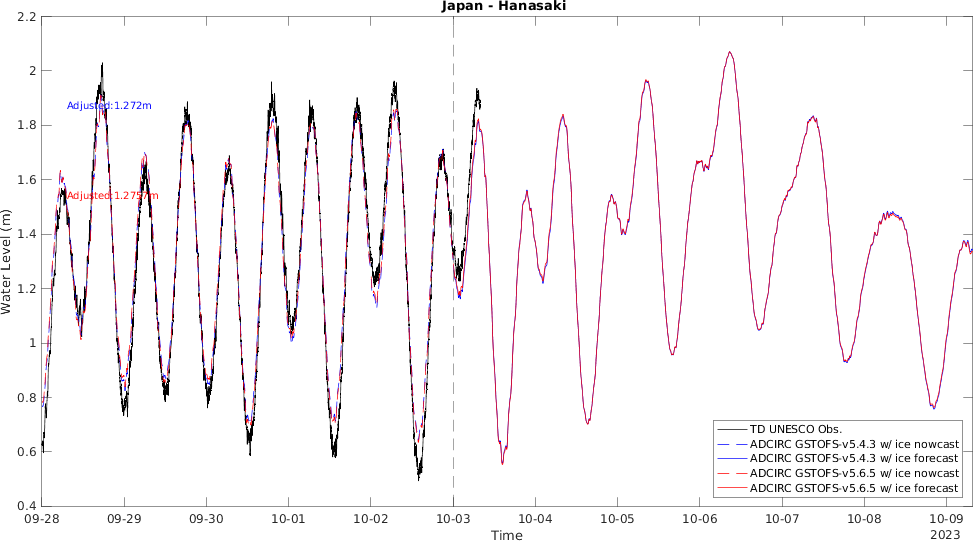 Japan - Hanasaki
2.2
2
1.8
1.6
1.4
1.2
1
0.8
0.6
0.4
Water Level (m)
Adjusted:1.272m
Adjusted:1.2757m
TD UNESCO Obs.
ADCIRC GSTOFS-v5.4.3 w/ ice nowcast
ADCIRC GSTOFS-v5.4.3 w/ ice forecast
ADCIRC GSTOFS-v5.6.5 w/ ice nowcast
ADCIRC GSTOFS-v5.6.5 w/ ice forecast
09-28 09-29 09-30 10-01 10-02 10-03 10-04 10-05 10-06 10-07 10-08 10-09
2023
Time